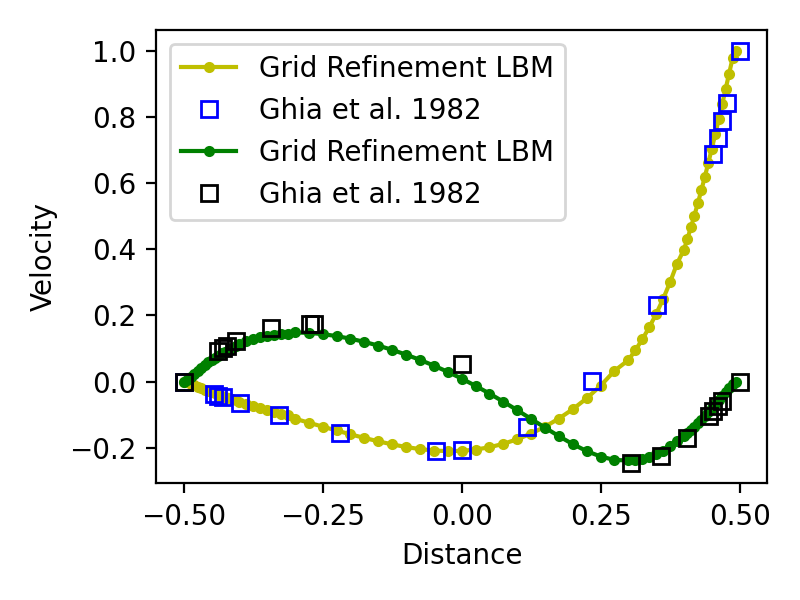 Grid Refinement LBM
Ghia et al. 1982
Grid Refinement LBM
Ghia et al. 1982
1.0
0.8
0.6
0.4
0.2
0.0
−0.2
Velocity
−0.50 −0.25 0.00 0.25 0.50
Distance